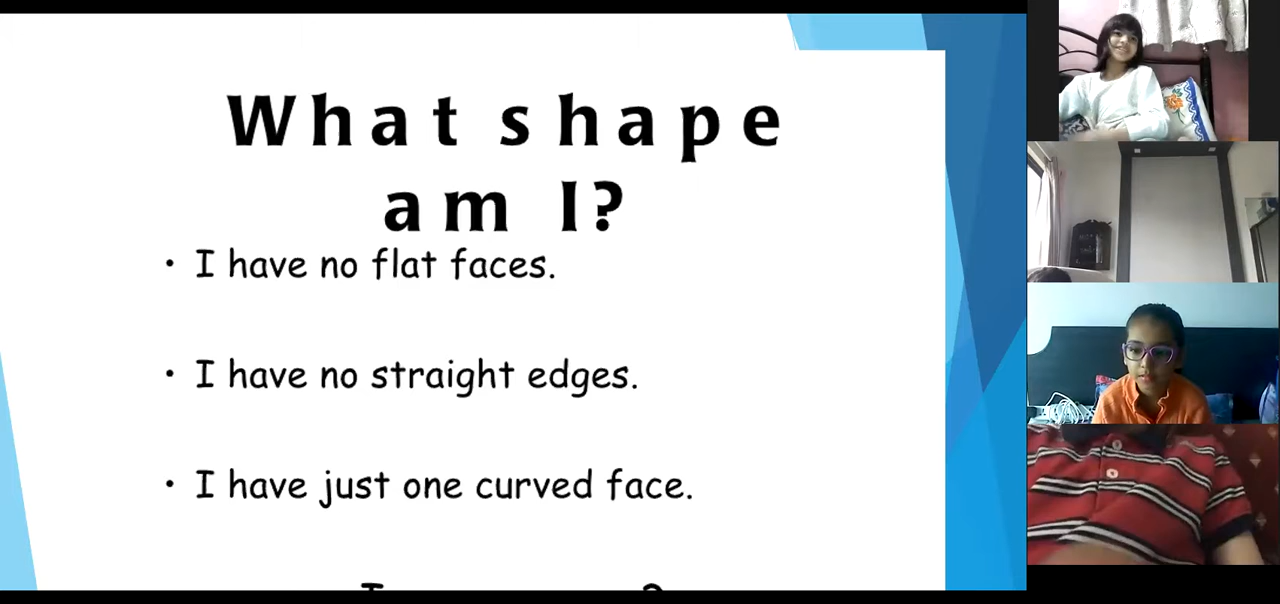 What shape
am I?
• I have no flat faces.
• I have no straight edges.
• I have just one curved face.